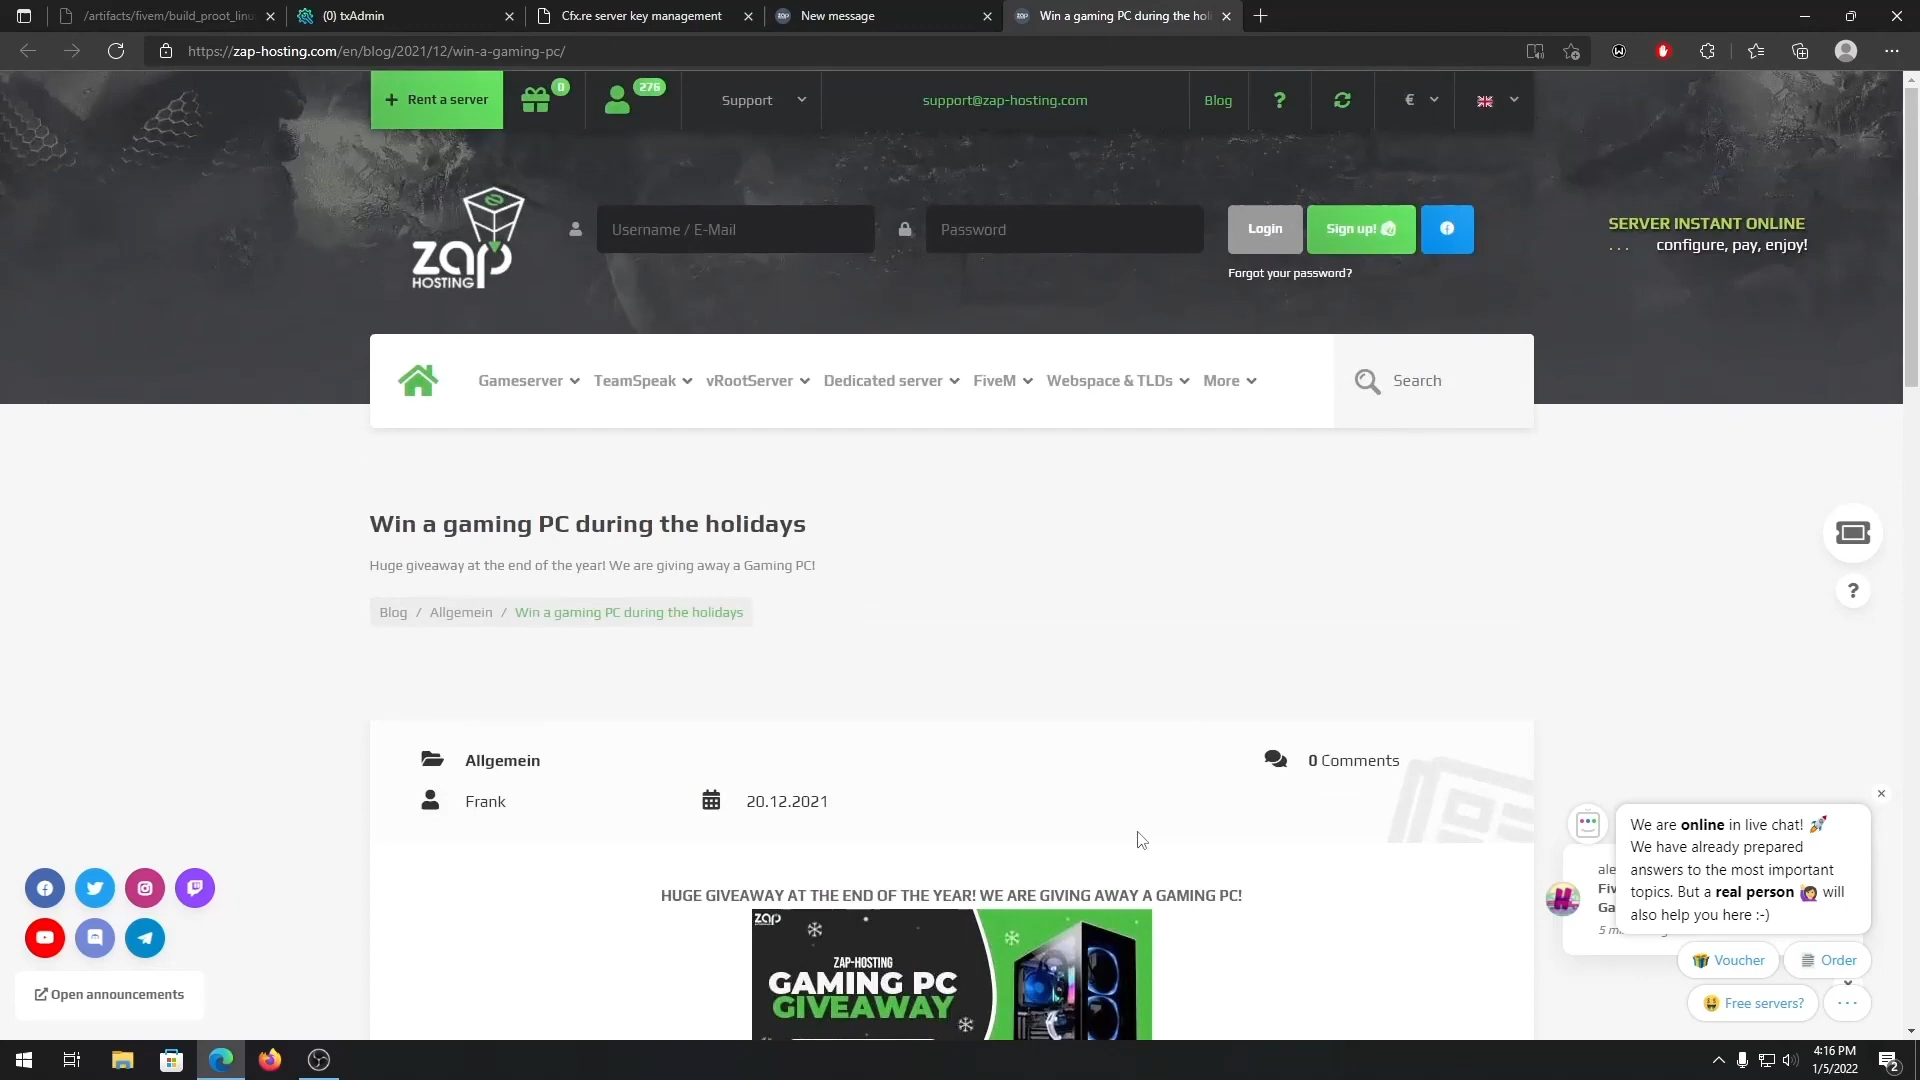 /artifacts/fivem/build_proot_linu
(0) txAdmin
Cfx.re server key management
New message
Win a gaming PC during the holi
https://zap-hosting.com/en/blog/2021/12/win-a-gaming-pc/
+ Rent a server
0
276
Support
support@zap-hosting.com
Blog
?
€
zap
HOSTING
Username / E-Mail
Password
Login
Sign up!
Forgot your password?
SERVER INSTANT ONLINE
. . . configure, pay, enjoy!
Gameserver
TeamSpeak
vRootServer
Dedicated server
FiveM
Webspace & TLDs
More
Search
Win a gaming PC during the holidays
Huge giveaway at the end of the year! We are giving away a Gaming PC!
Blog / Allgemein / Win a gaming PC during the holidays
?
Allgemein
0 Comments
Frank
20.12.2021
HUGE GIVEAWAY AT THE END OF THE YEAR! WE ARE GIVING AWAY A GAMING PC!
zap
ZAP-HOSTING
GAMING PC
GIVEAWAY
We are online in live chat! 🚀
We have already prepared
answers to the most important
topics. But a real person 🙋 will
also help you here :-)
ale
Fiv
Ga
5 m
Voucher
Order
Free servers?
...
Open announcements
4:16 PM
1/5/2022
2